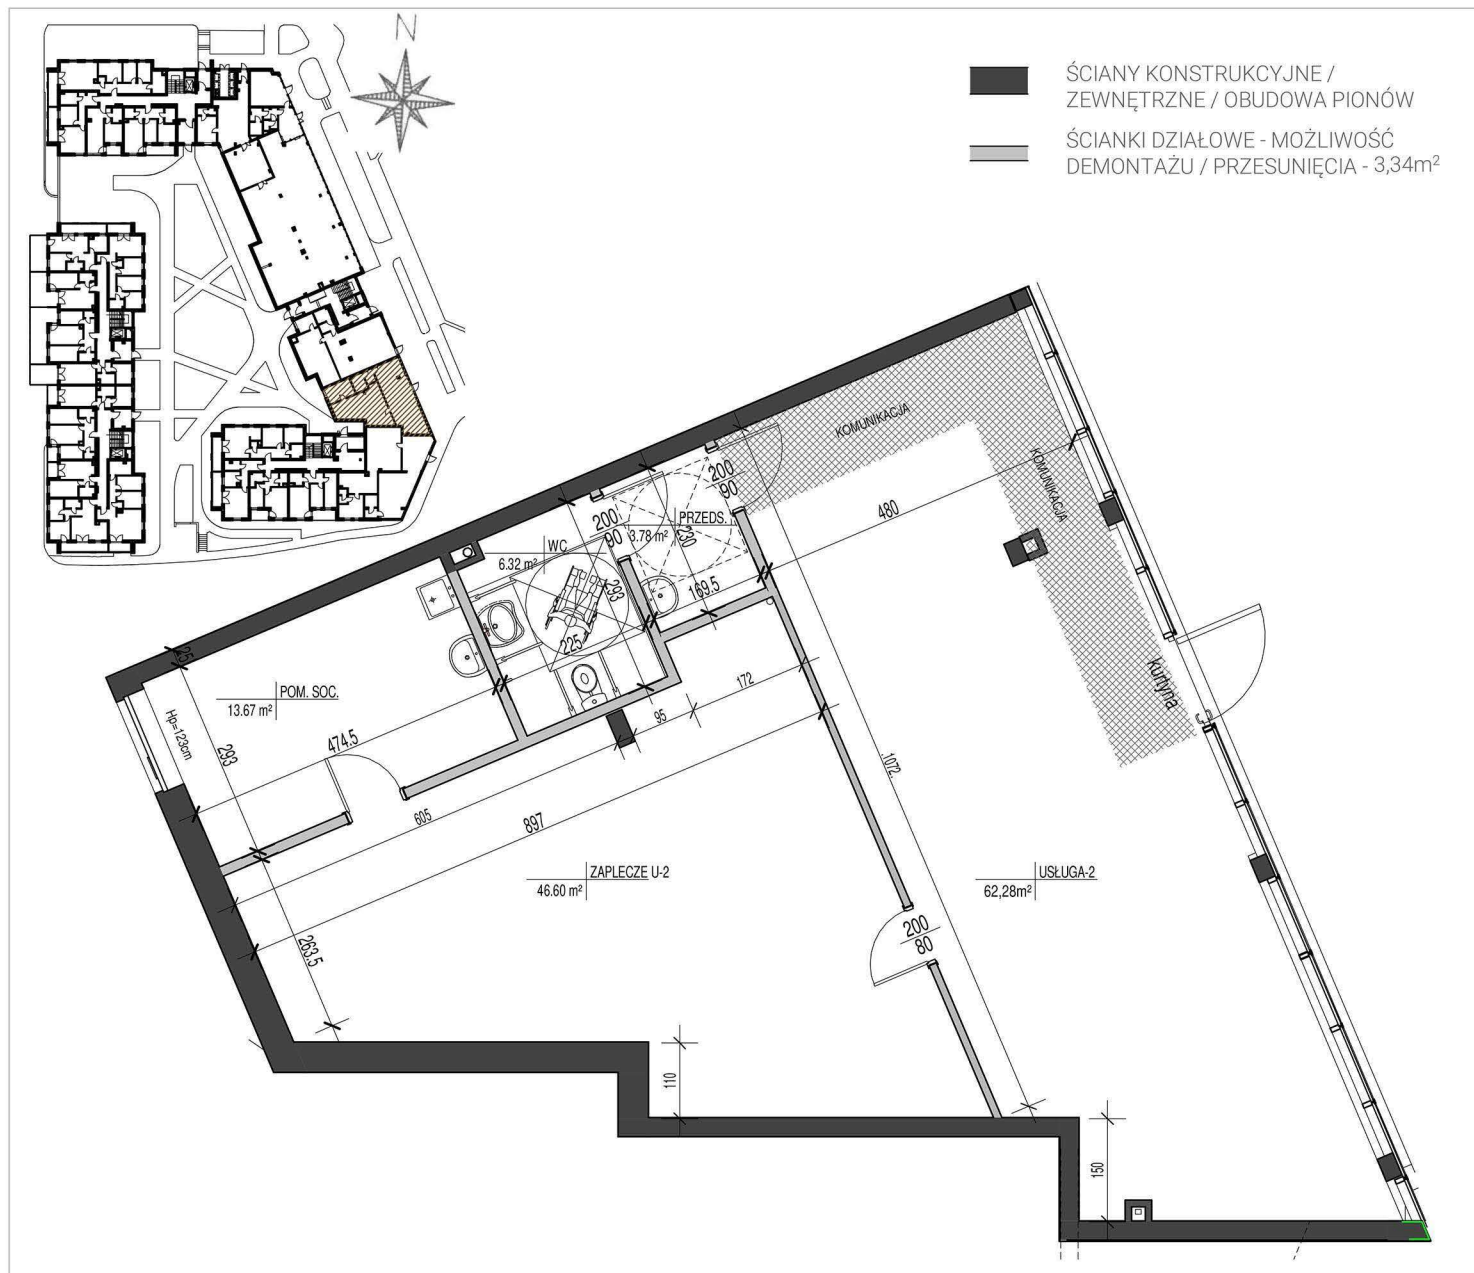 N
ŚCIANY KONSTRUKCYJNE /
ZEWNĘTRZNE / OBUDOWA PIONÓW
ŚCIANKI DZIAŁOWE - MOŻLIWOŚĆ
DEMONTAŻU / PRZESUNIĘCIA - 3,34m²
KOMUNIKACJA
KOMUNIKACJA
200
90
480
PRZEDS.
3.78 m²
230
200
90
WC
6.32 m²
293
169.5
225
25
172
POM. SOC.
13.67 m²
kurtyna
95
Hp=123cm
293
474.5
1072
605
897
ZAPLECZE U-2
46.60 m²
USŁUGA-2
62,28m²
200
80
263.5
110
150